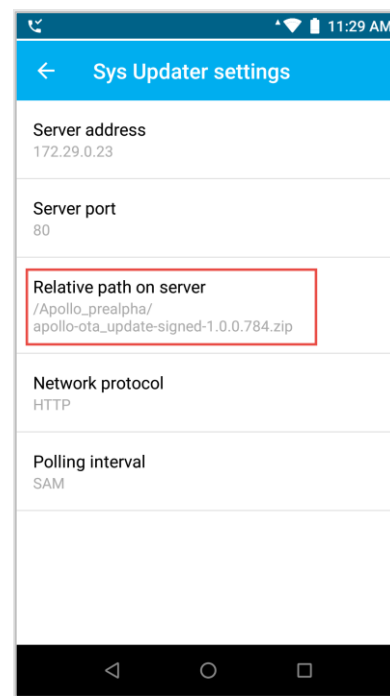 11:29 AM
Sys Updater settings
Server address
172.29.0.23
Server port
80
Relative path on server
/Apollo_prealpha/
apollo-ota_update-signed-1.0.0.784.zip
Network protocol
HTTP
Polling interval
SAM